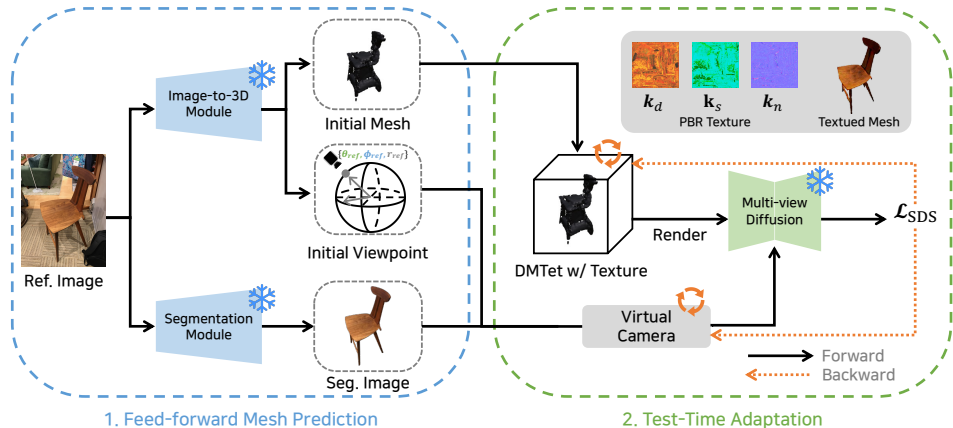 Image-to-3D
Module
Initial Mesh
{θref, ϕref, rref}
Initial Viewpoint
Ref. Image
Segmentation
Module
Seg. Image
1. Feed-forward Mesh Prediction
kd
ks
kn
PBR Texture
Textued Mesh
DMTet w/ Texture
Render
Multi-view
Diffusion
ℒSDS
Virtual
Camera
Forward
Backward
2. Test-Time Adaptation